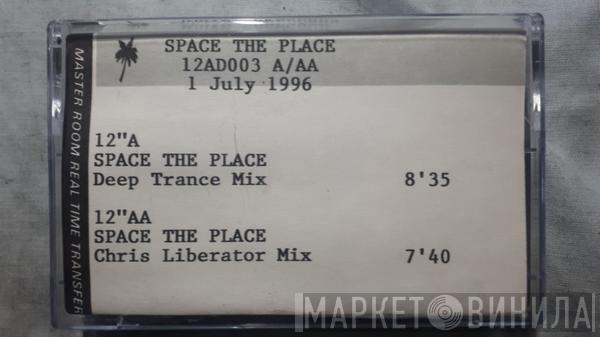 SPACE THE PLACE
12AD003 A/AA
1 July 1996
MASTER ROOM REAL TIME TRANSFER
12"A
SPACE THE PLACE
Deep Trance Mix 8'35
12"AA
SPACE THE PLACE
Chris Liberator Mix 7'40
МАРКЕТ ВИНИЛА